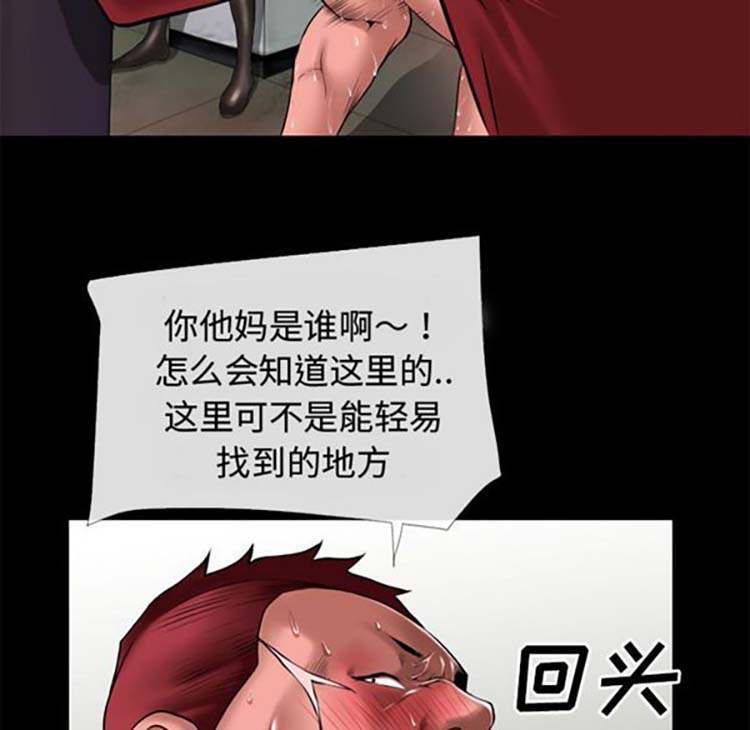 你他妈是谁啊～！
怎么会知道这里的..
这里可不是能轻易
找到的地方
回头